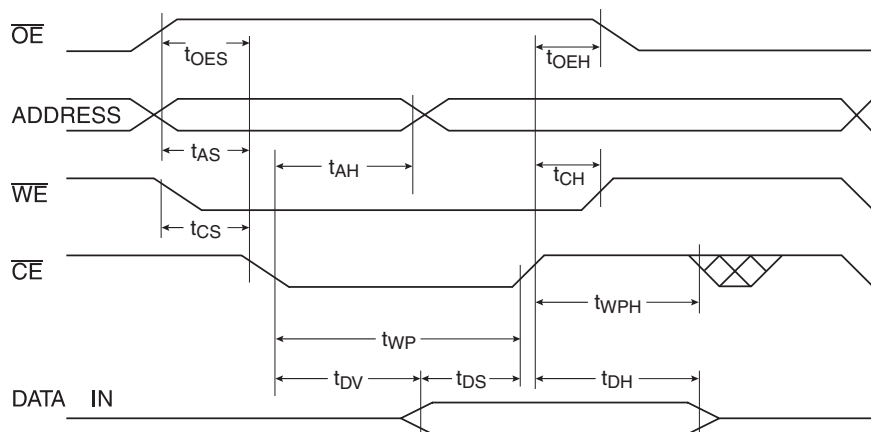 OE
tOES
tOEH
ADDRESS
tAS
tAH
tCH
WE
tCS
CE
tWPH
tWP
tDV
tDS
tDH
DATA IN